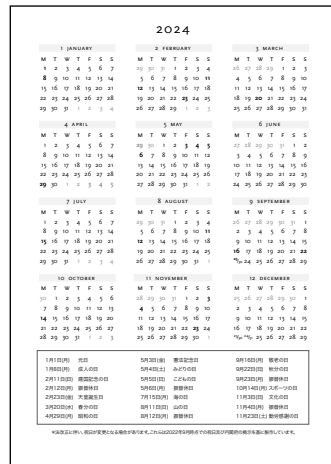 2024
1 JANUARY
M T W T F S S
1 2 3 4 5 6 7
8 9 10 11 12 13 14
15 16 17 18 19 20 21
22 23 24 25 26 27 28
29 30 31 1 2 3 4
2 FEBRUARY
M T W T F S S
29 30 31 1 2 3 4
5 6 7 8 9 10 11
12 13 14 15 16 17 18
19 20 21 22 23 24 25
26 27 28 29 1 2 3
3 MARCH
M T W T F S S
26 27 28 29 1 2 3
4 5 6 7 8 9 10
11 12 13 14 15 16 17
18 19 20 21 22 23 24
25 26 27 28 29 30 31
4 APRIL
M T W T F S S
1 2 3 4 5 6 7
8 9 10 11 12 13 14
15 16 17 18 19 20 21
22 23 24 25 26 27 28
29 30 1 2 3 4 5
5 MAY
M T W T F S S
29 30 1 2 3 4 5
6 7 8 9 10 11 12
13 14 15 16 17 18 19
20 21 22 23 24 25 26
27 28 29 30 31 1 2
6 JUNE
M T W T F S S
27 28 29 30 31 1 2
3 4 5 6 7 8 9
10 11 12 13 14 15 16
17 18 19 20 21 22 23
24 25 26 27 28 29 30
7 JULY
M T W T F S S
1 2 3 4 5 6 7
8 9 10 11 12 13 14
15 16 17 18 19 20 21
22 23 24 25 26 27 28
29 30 31 1 2 3 4
8 AUGUST
M T W T F S S
29 30 31 1 2 3 4
5 6 7 8 9 10 11
12 13 14 15 16 17 18
19 20 21 22 23 24 25
26 27 28 29 30 31 1
9 SEPTEMBER
M T W T F S S
26 27 28 29 30 31 1
2 3 4 5 6 7 8
9 10 11 12 13 14 15
16 17 18 19 20 21 22
23/30 24 25 26 27 28 29
10 OCTOBER
M T W T F S S
30 1 2 3 4 5 6
7 8 9 10 11 12 13
14 15 16 17 18 19 20
21 22 23 24 25 26 27
28 29 30 31 1 2 3
11 NOVEMBER
M T W T F S S
28 29 30 31 1 2 3
4 5 6 7 8 9 10
11 12 13 14 15 16 17
18 19 20 21 22 23 24
25 26 27 28 29 30 1
12 DECEMBER
M T W T F S S
25 26 27 28 29 30 1
2 3 4 5 6 7 8
9 10 11 12 13 14 15
16 17 18 19 20 21 22
23/30 24/31 25 26 27 28 29
1月1日(月) 元日
1月8日(月) 成人の日
2月11日(日) 建国記念の日
2月12日(月) 振替休日
2月23日(金) 天皇誕生日
3月20日(水) 春分の日
4月29日(月) 昭和の日
5月3日(金) 憲法記念日
5月4日(土) みどりの日
5月5日(日) こどもの日
5月6日(月) 振替休日
7月15日(月) 海の日
8月11日(日) 山の日
8月12日(月) 振替休日
9月16日(月) 敬老の日
9月22日(日) 秋分の日
9月23日(月) 振替休日
10月14日(月) スポーツの日
11月3日(日) 文化の日
11月4日(月) 振替休日
11月23日(土) 勤労感謝の日